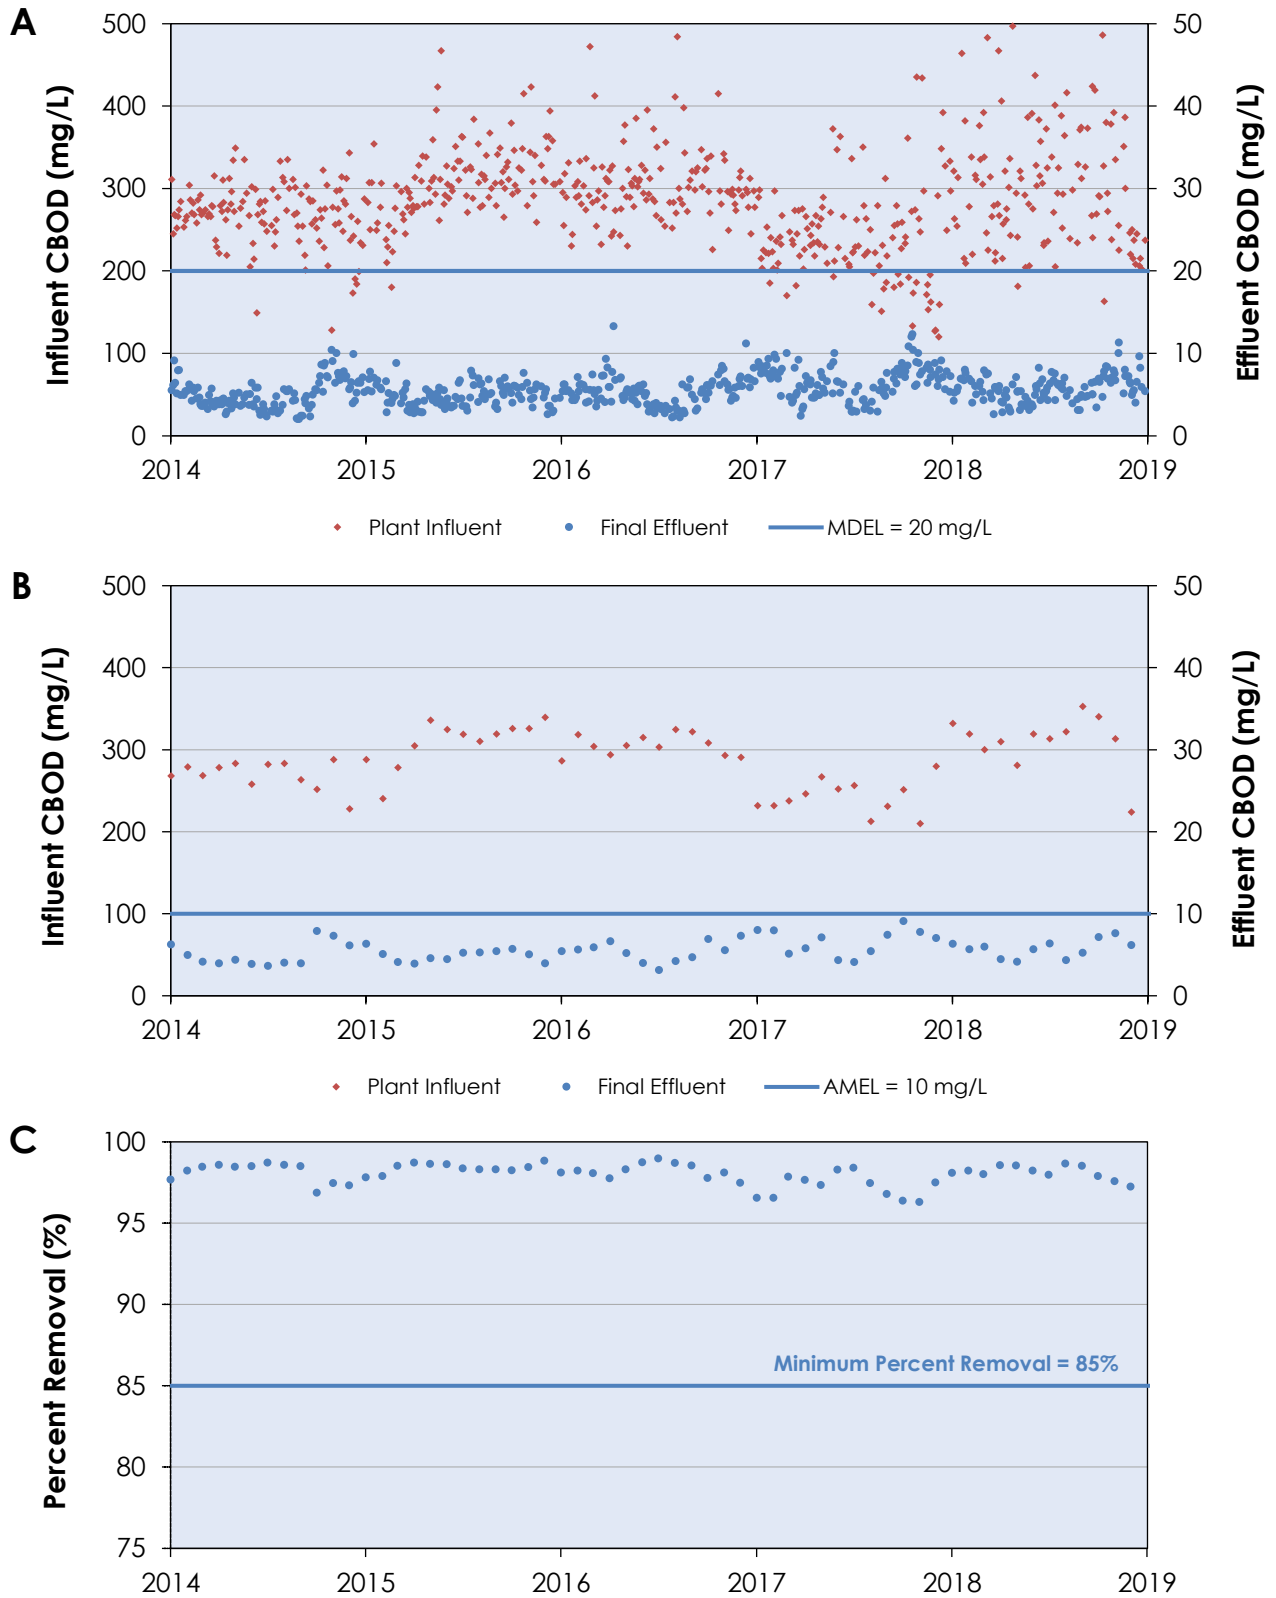 A
Influent CBOD (mg/L)
500
400
300
200
100
0
50
40
30
20
10
0
Effluent CBOD (mg/L)
2014 2015 2016 2017 2018 2019
Plant Influent Final Effluent MDEL = 20 mg/L
B
Influent CBOD (mg/L)
500
400
300
200
100
0
50
40
30
20
10
0
Effluent CBOD (mg/L)
2014 2015 2016 2017 2018 2019
Plant Influent Final Effluent AMEL = 10 mg/L
C
Percent Removal (%)
100
95
90
85
80
75
Minimum Percent Removal = 85%
2014 2015 2016 2017 2018 2019